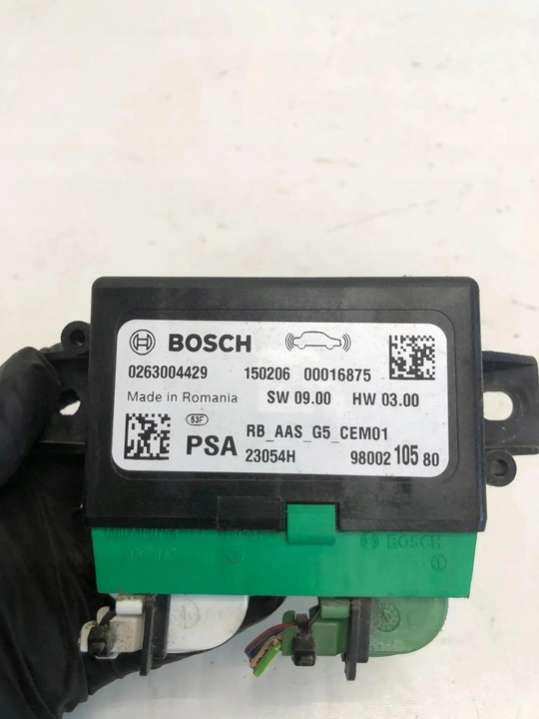 BOSCH
0263004429 150206 00016875
Made in Romania SW 09.00 HW 03.00
53F RB_AAS_G5_CEM01
PSA 23054H 98002 105 80
BOSCH